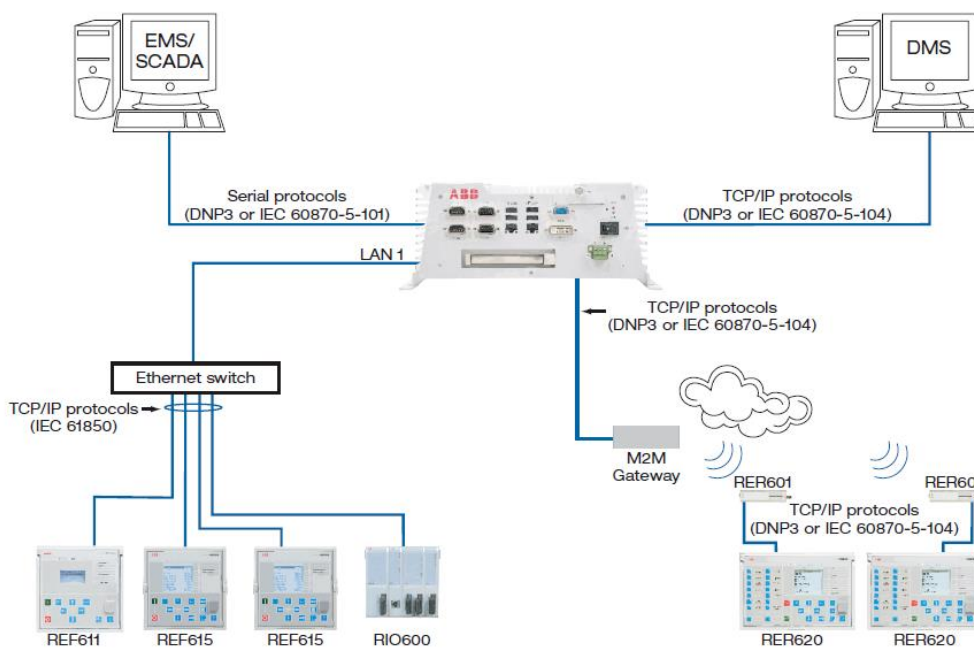 EMS/
SCADA
DMS
ABB
Serial protocols
(DNP3 or IEC 60870-5-101)
TCP/IP protocols
(DNP3 or IEC 60870-5-104)
LAN 1
TCP/IP protocols
(DNP3 or IEC 60870-5-104)
Ethernet switch
TCP/IP protocols
(IEC 61850)
M2M
Gateway
RER601
RER60
TCP/IP protocols
(DNP3 or IEC 60870-5-104)
REF611
REF615
REF615
RIO600
RER620
RER620